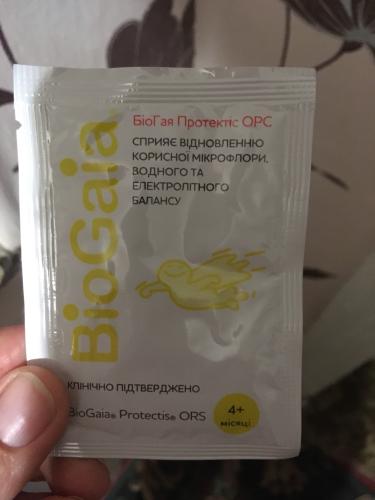 BioGaia
БіоГая Протектіс ОРС
СПРИЯЄ ВІДНОВЛЕННЮ
КОРИСНОЇ МІКРОФЛОРИ,
ВОДНОГО ТА
ЕЛЕКТРОЛІТНОГО
БАЛАНСУ
КЛІНІЧНО ПІДТВЕРДЖЕНО
BioGaia® Protectis® ORS
4+
МІСЯЦІ